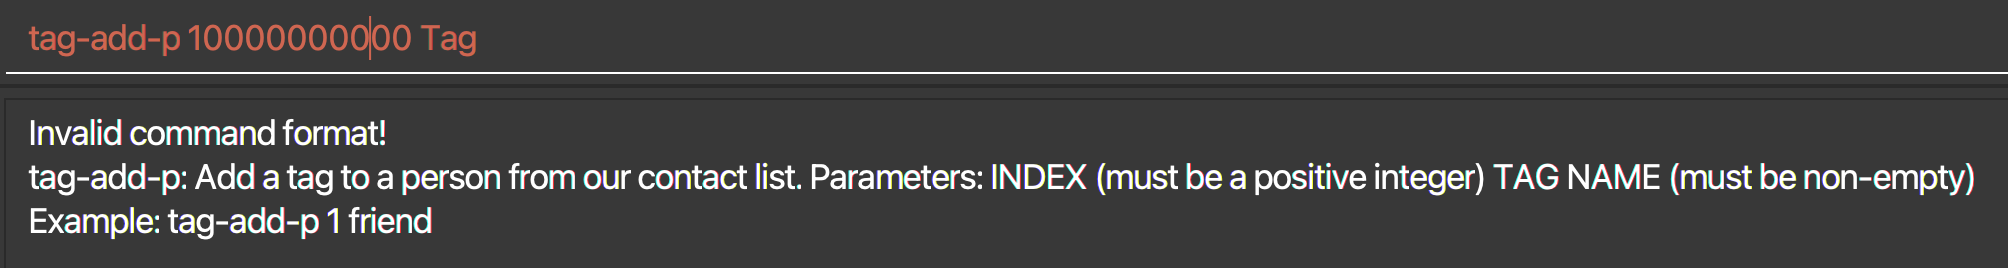 tag-add-p 10000000000 Tag
Invalid command format!
tag-add-p: Add a tag to a person from our contact list. Parameters: INDEX (must be a positive integer) TAG NAME (must be non-empty)
Example: tag-add-p 1 friend